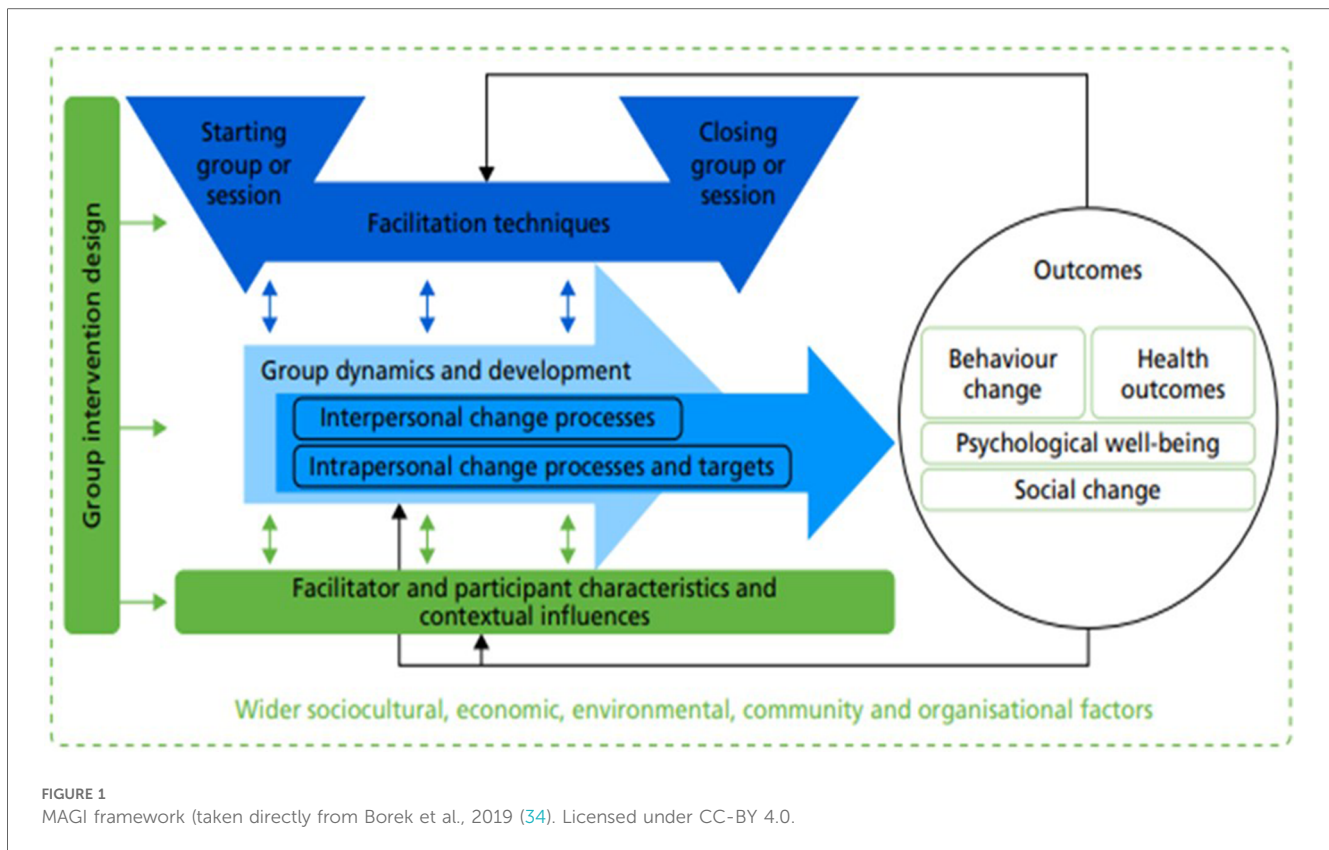 Group intervention design
Starting
group or
session
Closing
group or
session
Facilitation techniques
Group dynamics and development
Interpersonal change processes
Intrapersonal change processes and targets
Facilitator and participant characteristics and
contextual influences
Outcomes
Behaviour
change
Health
outcomes
Psychological well-being
Social change
Wider sociocultural, economic, environmental, community and organisational factors
FIGURE 1
MAGI framework (taken directly from Borek et al., 2019 (34). Licensed under CC-BY 4.0.